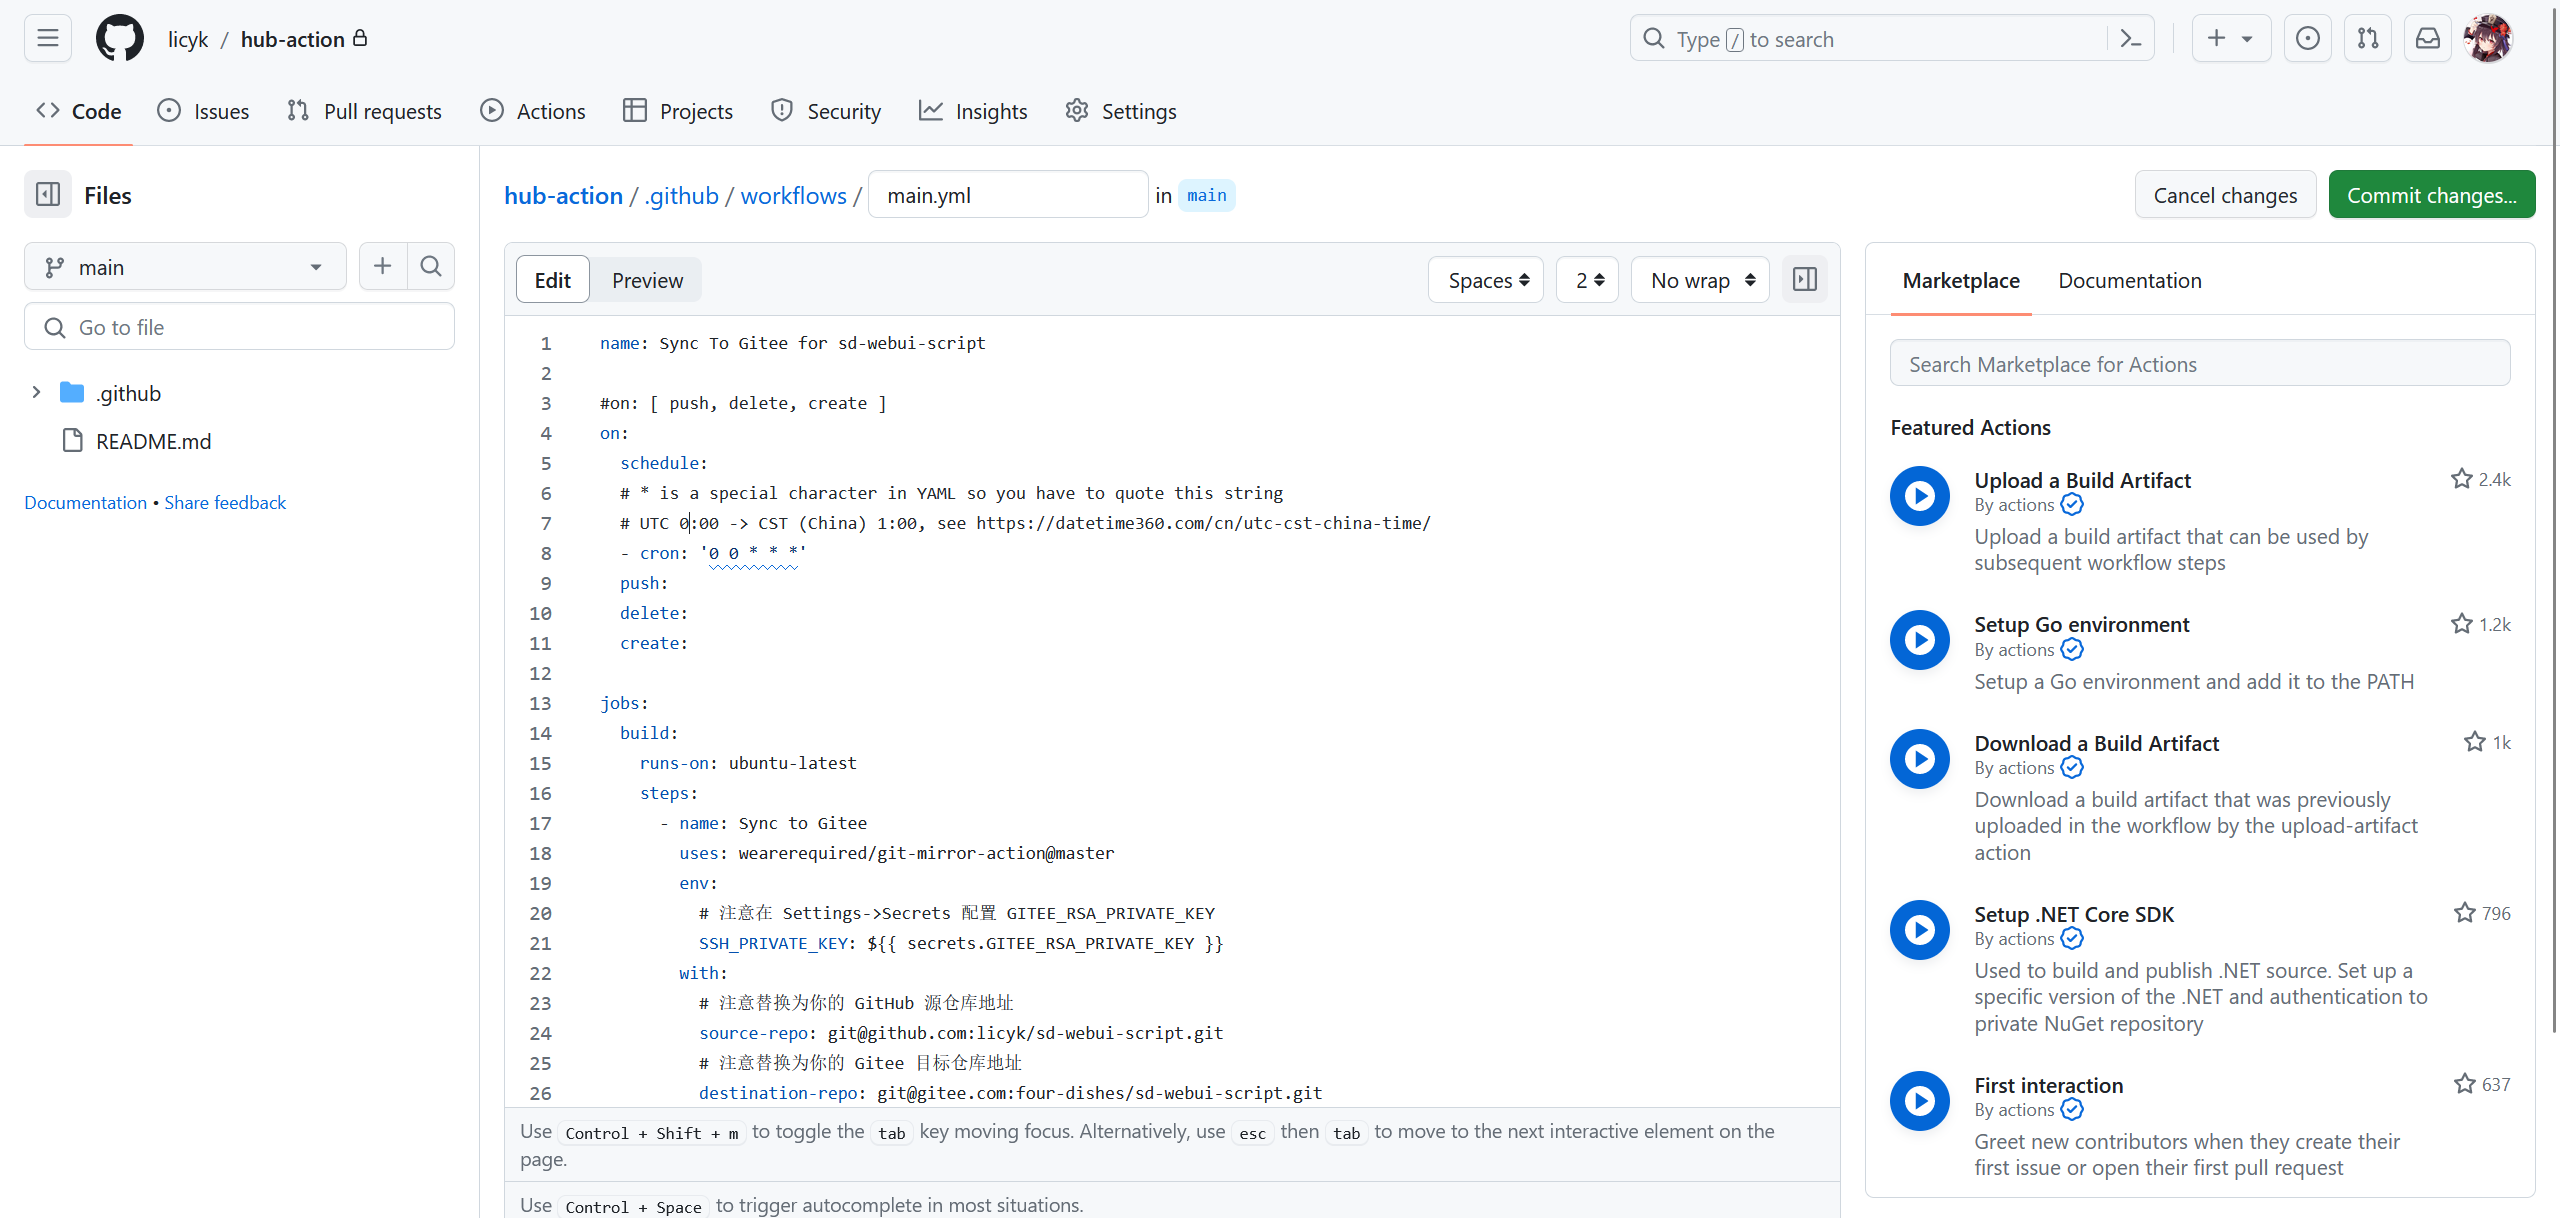 licyk / hub-action
Type / to search
Code
Issues
Pull requests
Actions
Projects
Security
Insights
Settings
Files
main
Go to file
.github
README.md
Documentation • Share feedback
hub-action / .github / workflows / main.yml in main
Cancel changes
Commit changes...
Edit
Preview
Spaces
2
No wrap
1 name: Sync To Gitee for sd-webui-script
2
3 #on: [ push, delete, create ]
4 on:
5 schedule:
6 # * is a special character in YAML so you have to quote this string
7 # UTC 0:00 -> CST (China) 1:00, see https://datetime360.com/cn/utc-cst-china-time/
8 - cron: '0 0 * * *'
9 push:
10 delete:
11 create:
12
13 jobs:
14 build:
15 runs-on: ubuntu-latest
16 steps:
17 - name: Sync to Gitee
18 uses: wearerequired/git-mirror-action@master
19 env:
20 # 注意在 Settings->Secrets 配置 GITEE_RSA_PRIVATE_KEY
21 SSH_PRIVATE_KEY: ${{ secrets.GITEE_RSA_PRIVATE_KEY }}
22 with:
23 # 注意替换为你的 GitHub 源仓库地址
24 source-repo: git@github.com:licyk/sd-webui-script.git
25 # 注意替换为你的 Gitee 目标仓库地址
26 destination-repo: git@gitee.com:four-dishes/sd-webui-script.git
Use Control + Shift + m to toggle the tab key moving focus. Alternatively, use esc then tab to move to the next interactive element on the
page.
Use Control + Space to trigger autocomplete in most situations.
Marketplace
Documentation
Search Marketplace for Actions
Featured Actions
Upload a Build Artifact
2.4k
By actions
Upload a build artifact that can be used by
subsequent workflow steps
Setup Go environment
1.2k
By actions
Setup a Go environment and add it to the PATH
Download a Build Artifact
1k
By actions
Download a build artifact that was previously
uploaded in the workflow by the upload-artifact
action
Setup .NET Core SDK
796
By actions
Used to build and publish .NET source. Set up a
specific version of the .NET and authentication to
private NuGet repository
First interaction
637
By actions
Greet new contributors when they create their
first issue or open their first pull request